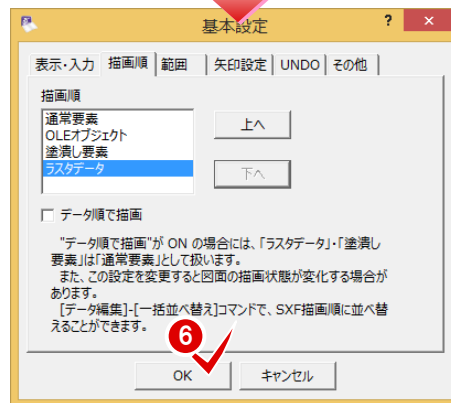 基本設定
? ×
表示・入力 描画順 範囲 矢印設定 UNDO その他
描画順
通常要素
OLEオブジェクト
塗潰し要素
ラスタデータ
上へ
下へ
データ順で描画
"データ順で描画"が ON の場合には、「ラスタデータ」・「塗潰し
要素」は「通常要素」として扱います。
また、この設定を変更すると図面の描画状態が変化する場合が
あります。
[データ編集]-[一括並べ替え]コマンドで、SXF描画順に並べ替
えることができます。
6
OK キャンセル